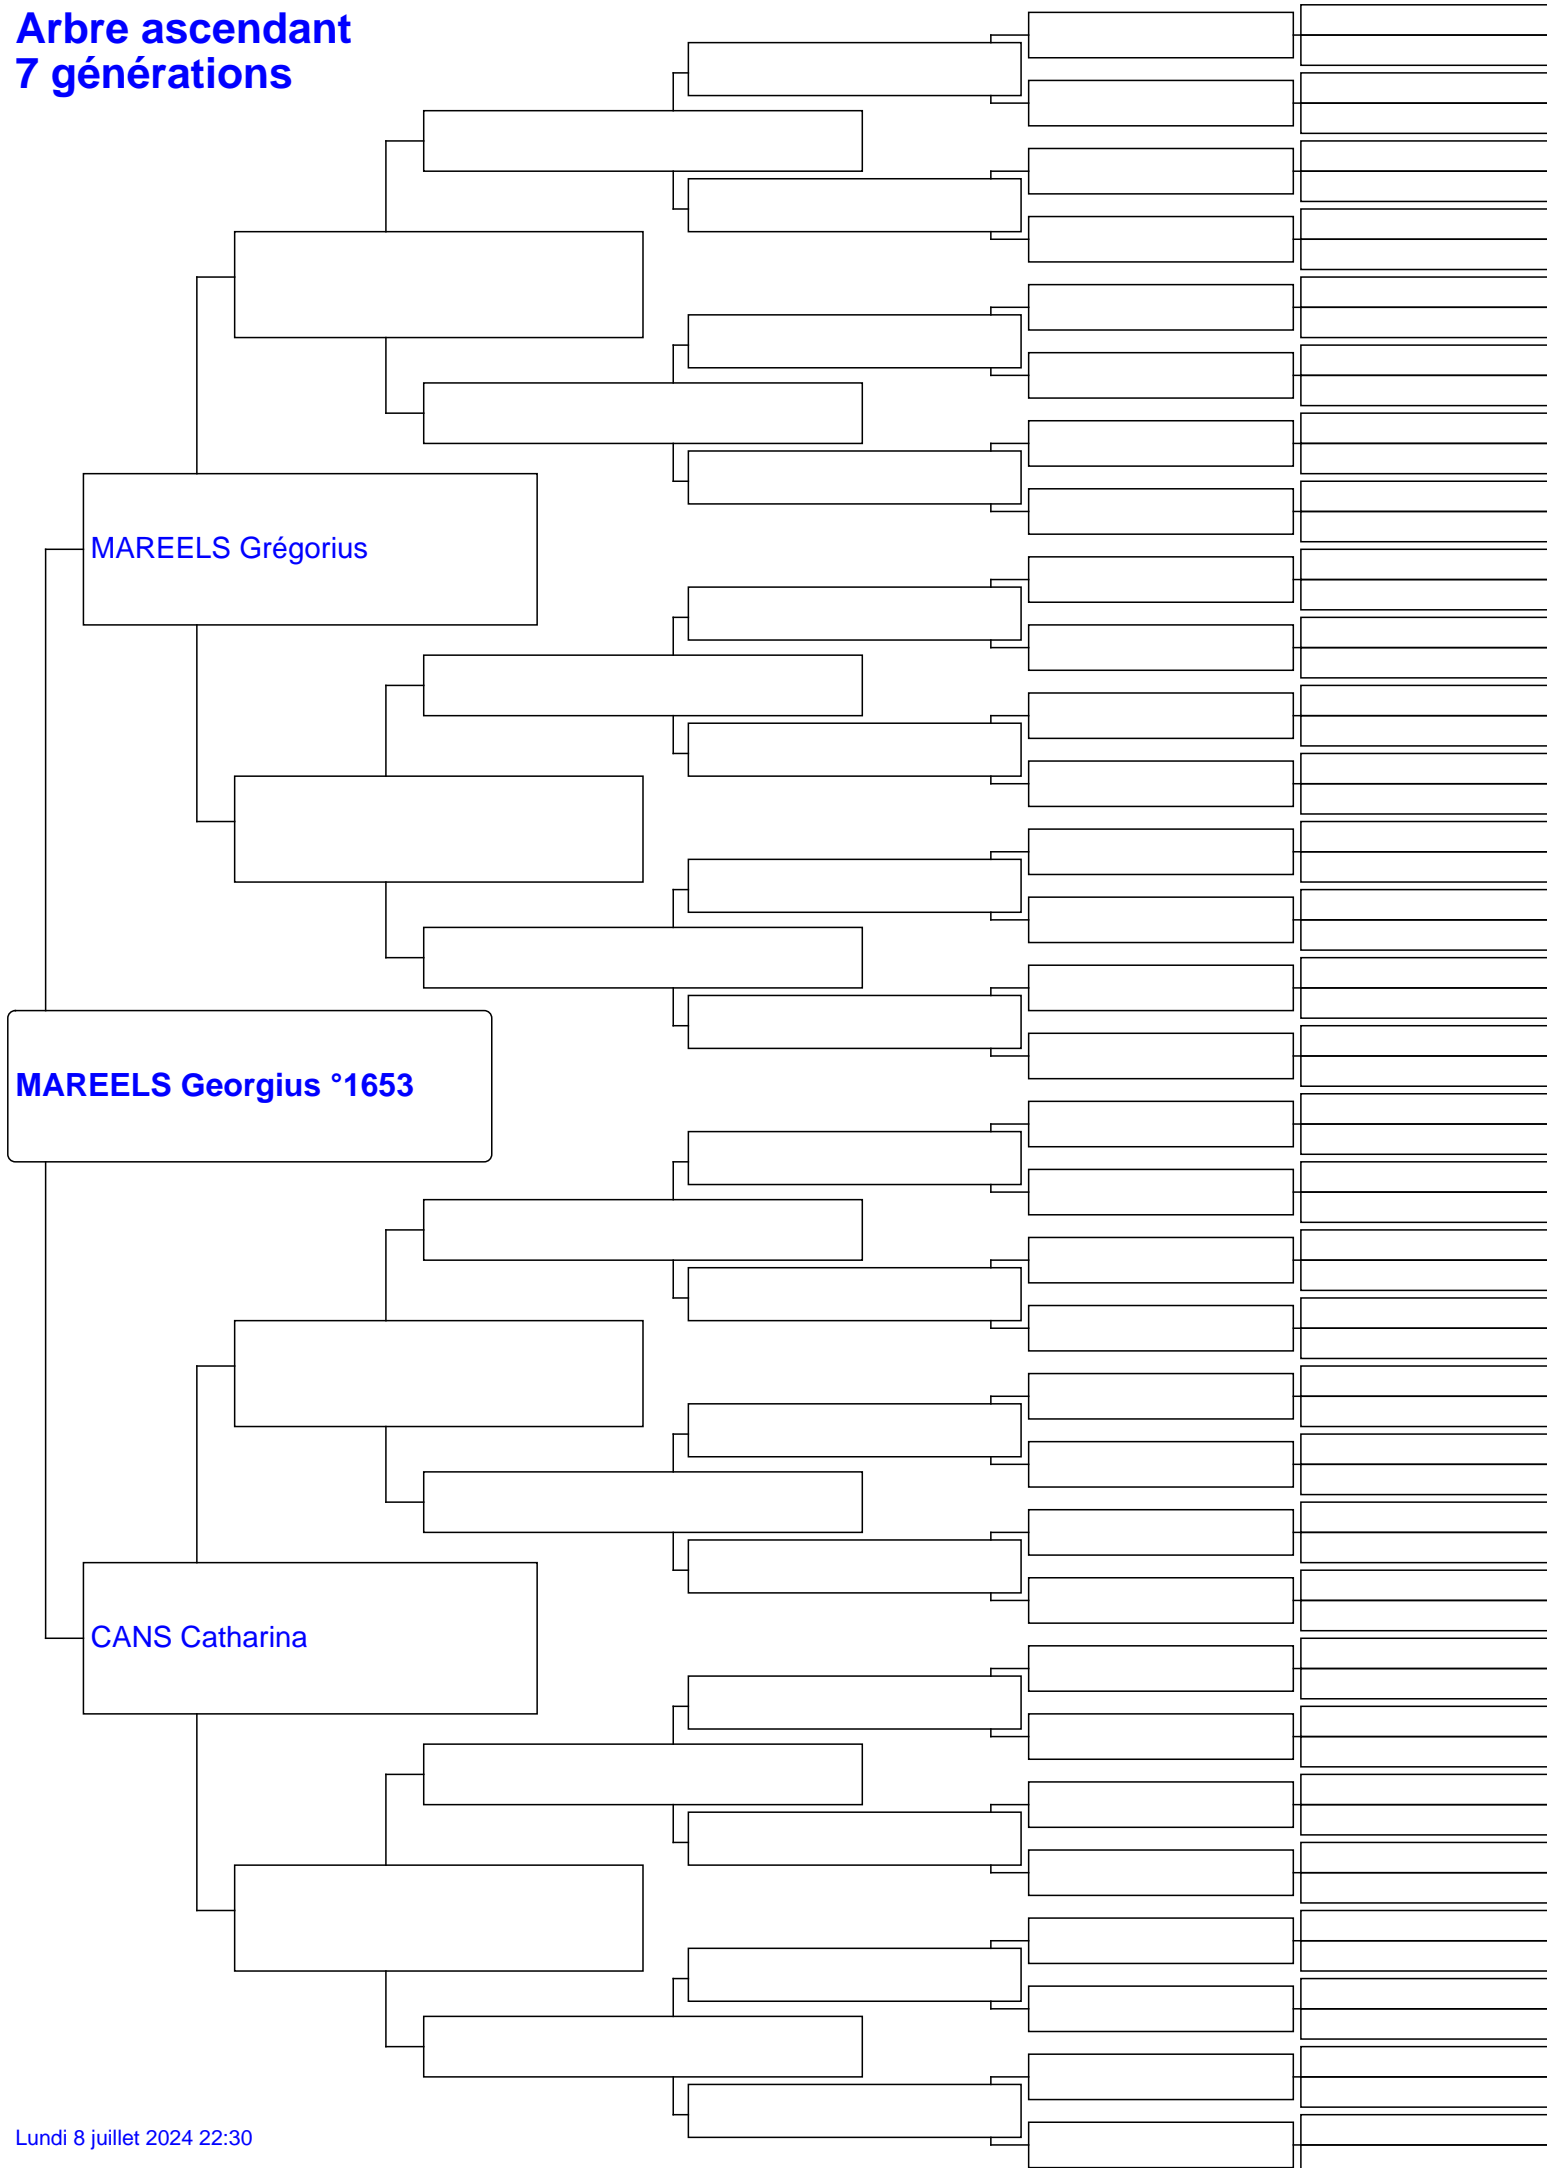 Arbre ascendant
7 générations
MAREELS Grégorius
MAREELS Georgius °1653
CANS Catharina
Lundi 8 juillet 2024 22:30